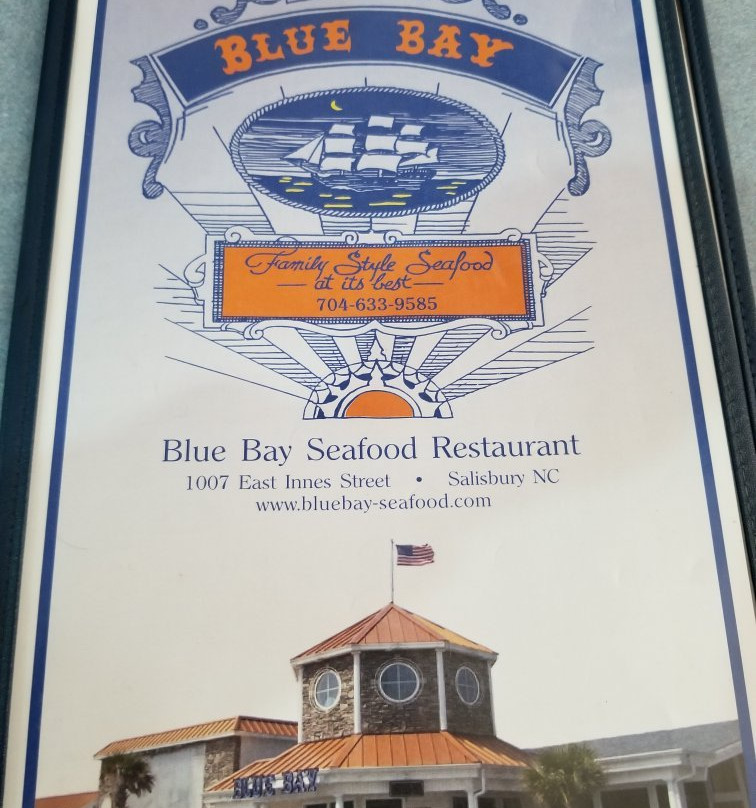 BLUE BAY
Family Style Seafood
— at its best —
704-633-9585
Blue Bay Seafood Restaurant
1007 East Innes Street • Salisbury NC
www.bluebay-seafood.com
BLUE BAY